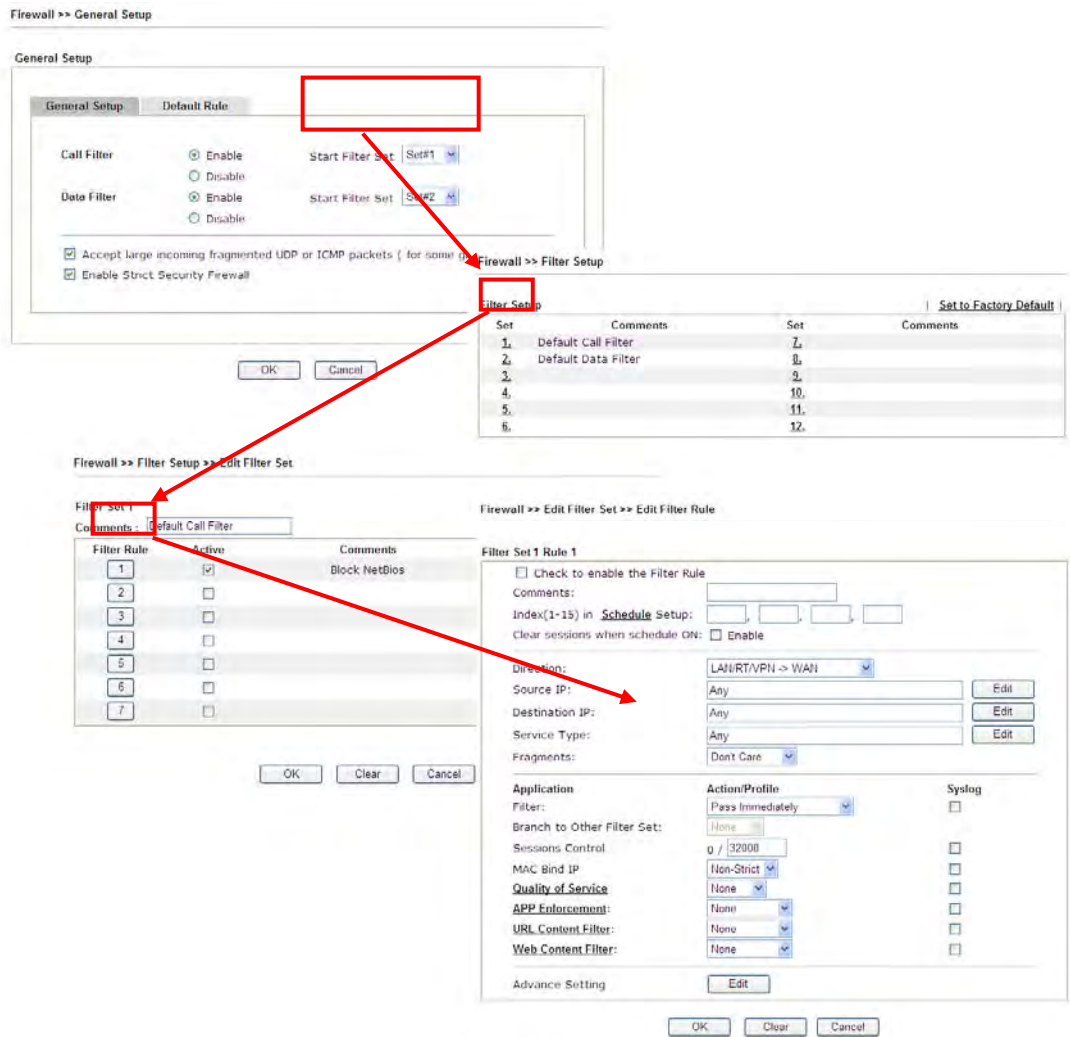 Firewall >> General Setup
General Setup
General Setup Default Rule
Call Filter Enable Start Filter Set Set#1
Disable
Data Filter Enable Start Filter Set Set#2
Disable
Accept large incoming fragmented UDP or ICMP packets ( for some
Enable Strict Security Firewall
OK Cancel
Firewall >> Filter Setup
Filter Setup | Set to Factory Default |
Set Comments Set Comments
1. Default Call Filter 7.
2. Default Data Filter 8.
3. 9.
4. 10.
5. 11.
6. 12.
Firewall >> Filter Setup >> Edit Filter Set
Filter Set 1
Comments : Default Call Filter
Filter Rule Active Comments
1 Block NetBios
2
3
4
5
6
7
OK Clear Cancel
Firewall >> Edit Filter Set >> Edit Filter Rule
Filter Set 1 Rule 1
Check to enable the Filter Rule
Comments:
Index(1-15) in Schedule Setup: , , ,
Clear sessions when schedule ON: Enable
Direction: LAN/RT/VPN -> WAN
Source IP: Any Edit
Destination IP: Any Edit
Service Type: Any Edit
Fragments: Don't Care
Application Action/Profile Syslog
Filter: Pass Immediately
Branch to Other Filter Set: None
Sessions Control 0 / 32000
MAC Bind IP Non-Strict
Quality of Service None
APP Enforcement: None
URL Content Filter: None
Web Content Filter: None
Advance Setting Edit
OK Clear Cancel